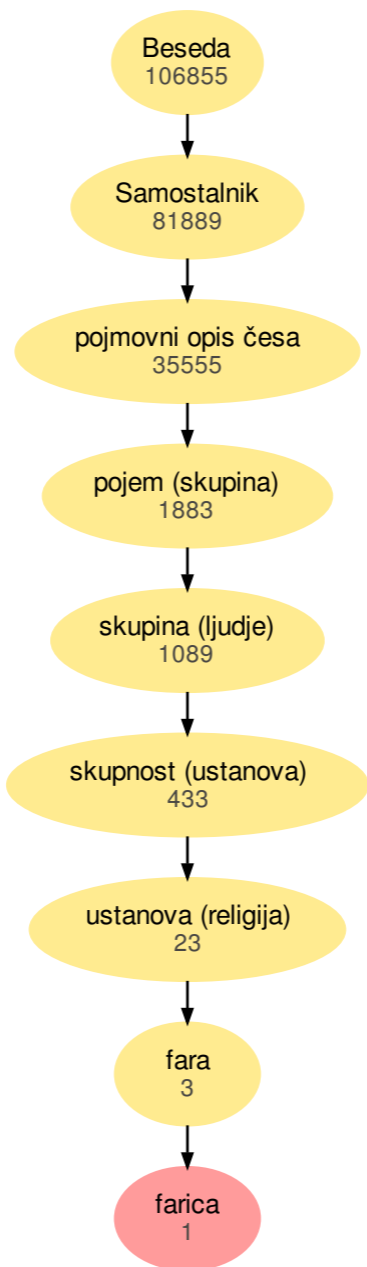 Beseda
106855
Samostalnik
81889
pojmovni opis česa
35555
pojem (skupina)
1883
skupina (ljudje)
1089
skupnost (ustanova)
433
ustanova (religija)
23
fara
3
farica
1